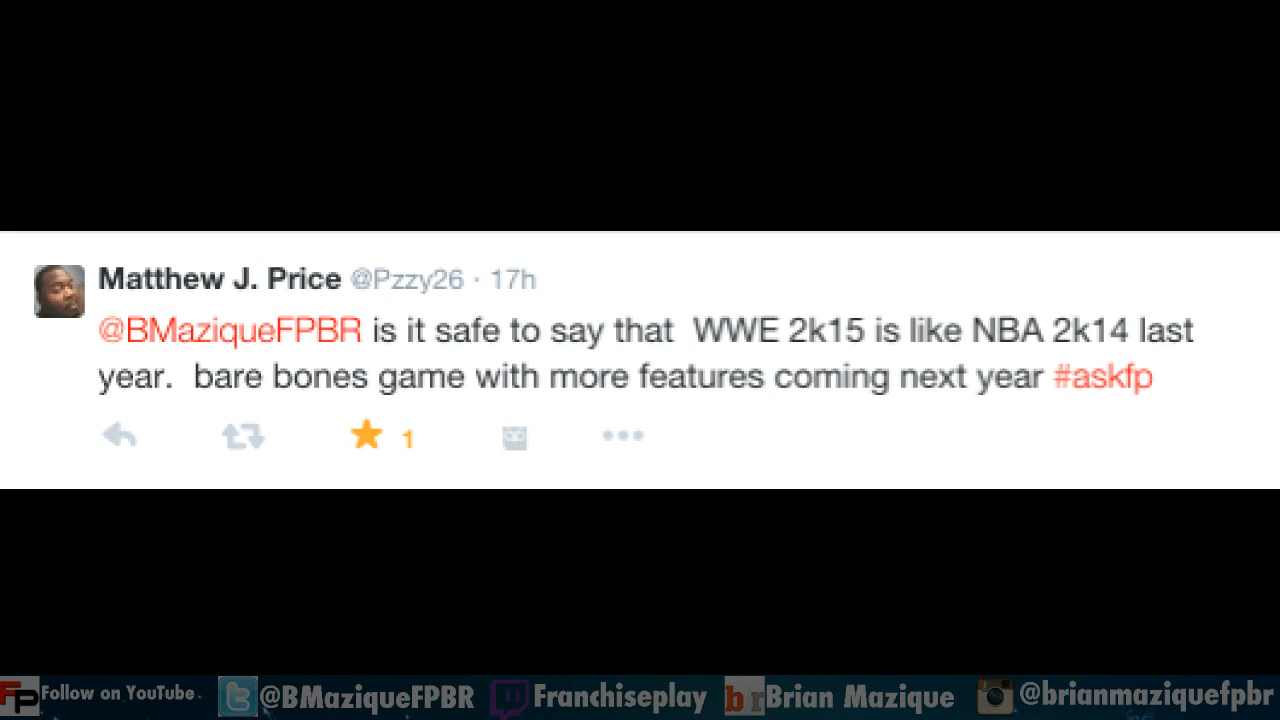 Matthew J. Price @Pzzy26 · 17h
@BMaziqueFPBR is it safe to say that WWE 2k15 is like NBA 2k14 last
year. bare bones game with more features coming next year #askfp
1
FP Follow on YouTube. @BMaziqueFPBR Franchiseplay br Brian Mazique @brianmaziquefpbr